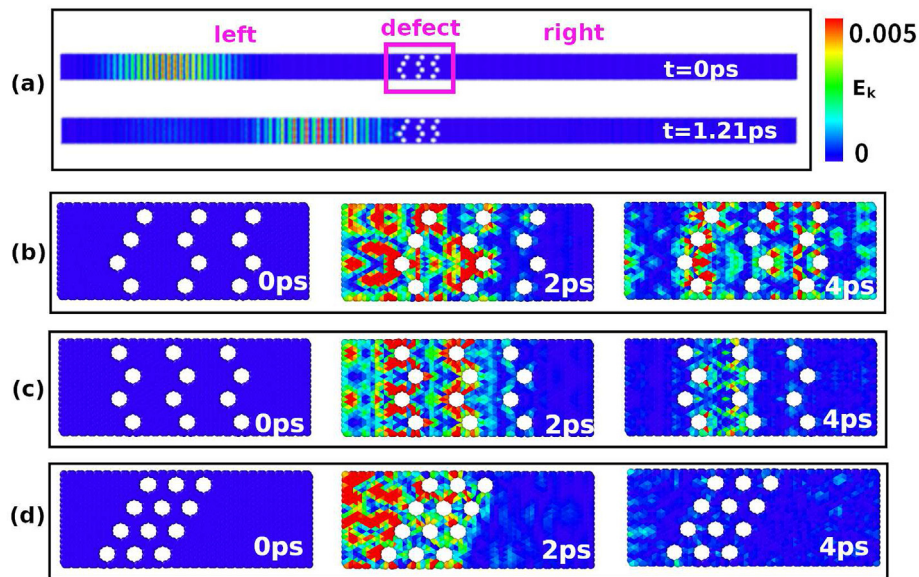 left
defect
right
0.005
(a)
t=0ps
E_k
t=1.21ps
0
(b)
0ps
2ps
4ps
(c)
0ps
2ps
4ps
(d)
0ps
2ps
4ps